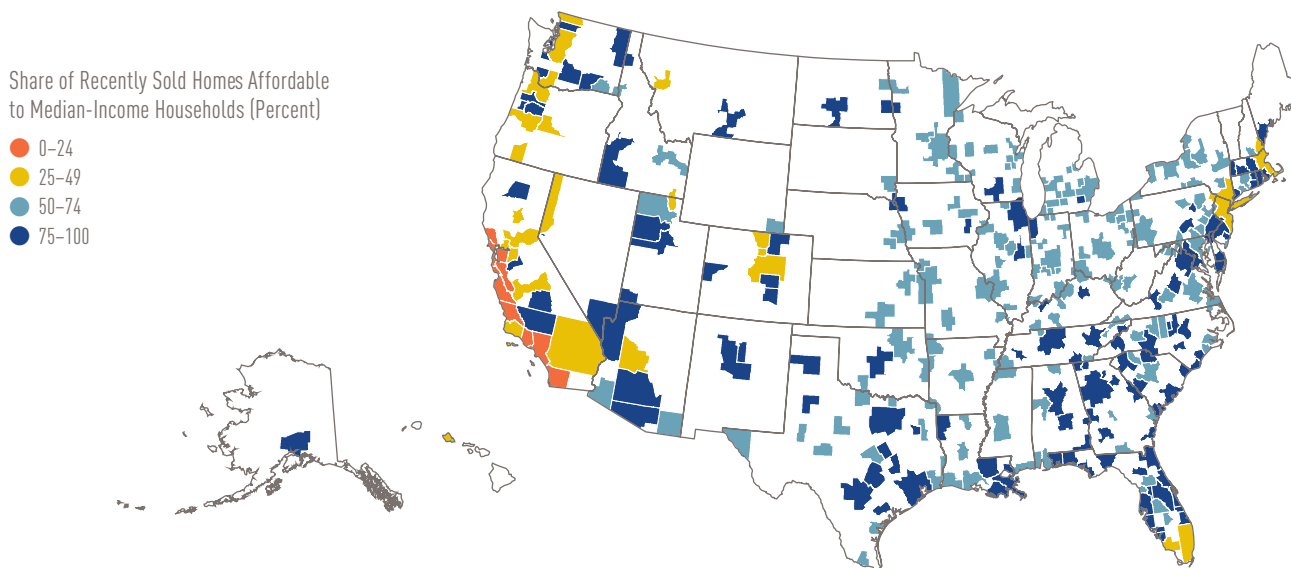 Share of Recently Sold Homes Affordable
to Median-Income Households (Percent)
0–24
25–49
50–74
75–100